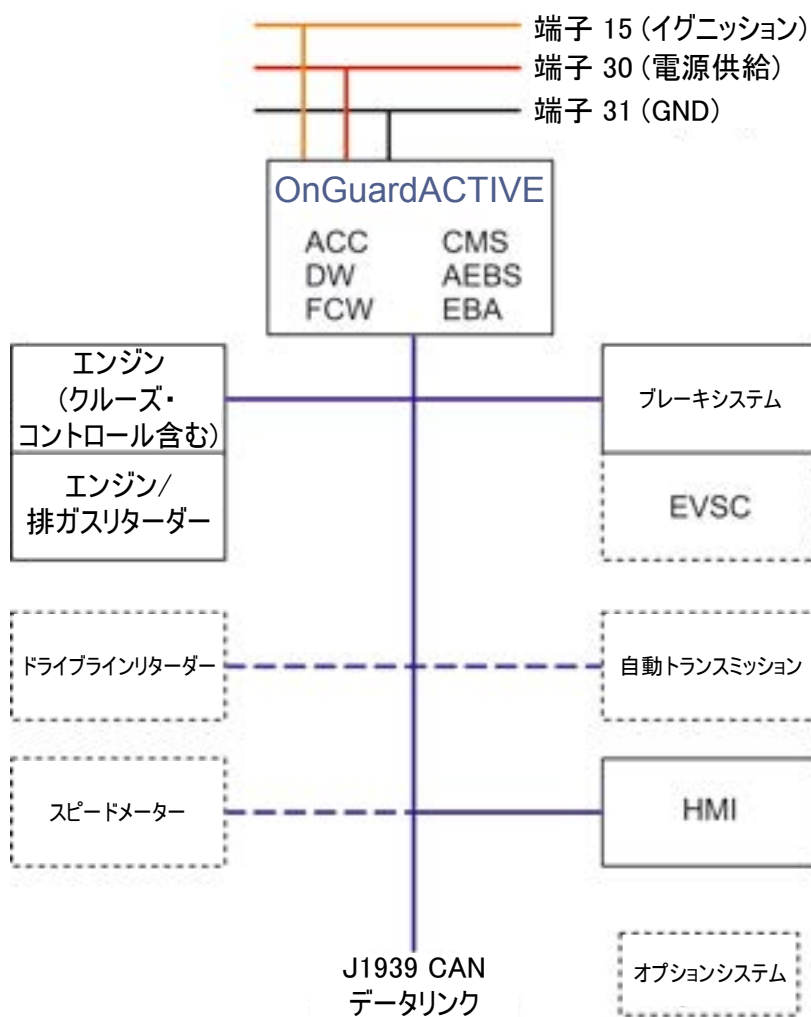 端子 15 (イグニッション)
端子 30 (電源供給)
端子 31 (GND)
OnGuardACTIVE
ACC
CMS
DW
AEBS
FCW
EBA
エンジン
(クルーズ・
コントロール含む)
エンジン/
排ガスリターダー
ブレーキシステム
EVSC
ドライブラインリターダー
自動トランスミッション
スピードメーター
HMI
J1939 CAN
データリンク
オプションシステム